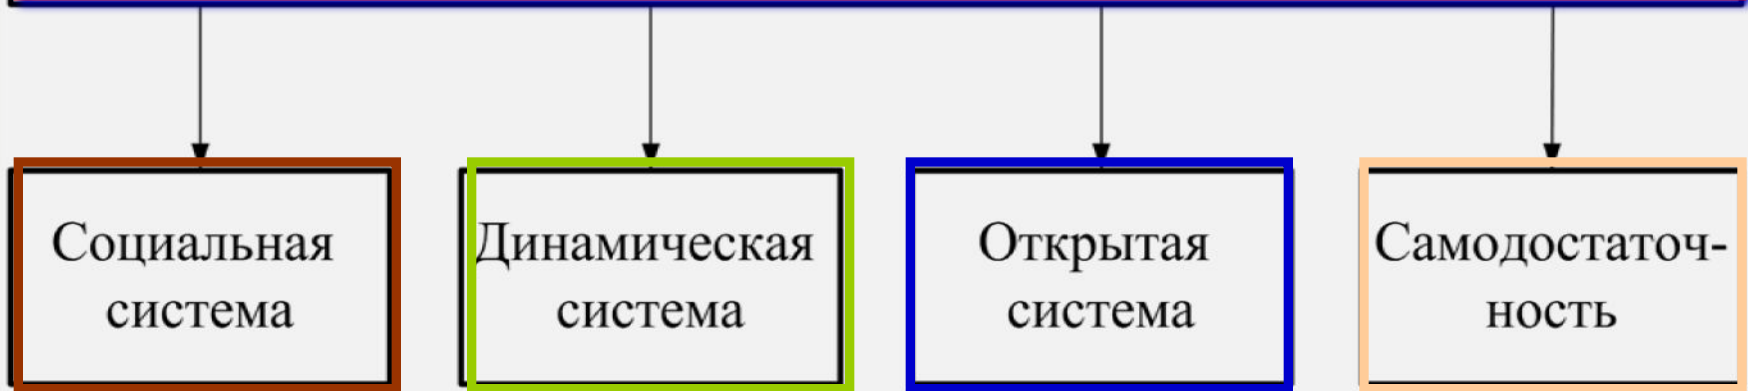 Социальная
система
Динамическая
система
Открытая
система
Самодостаточ-
ность